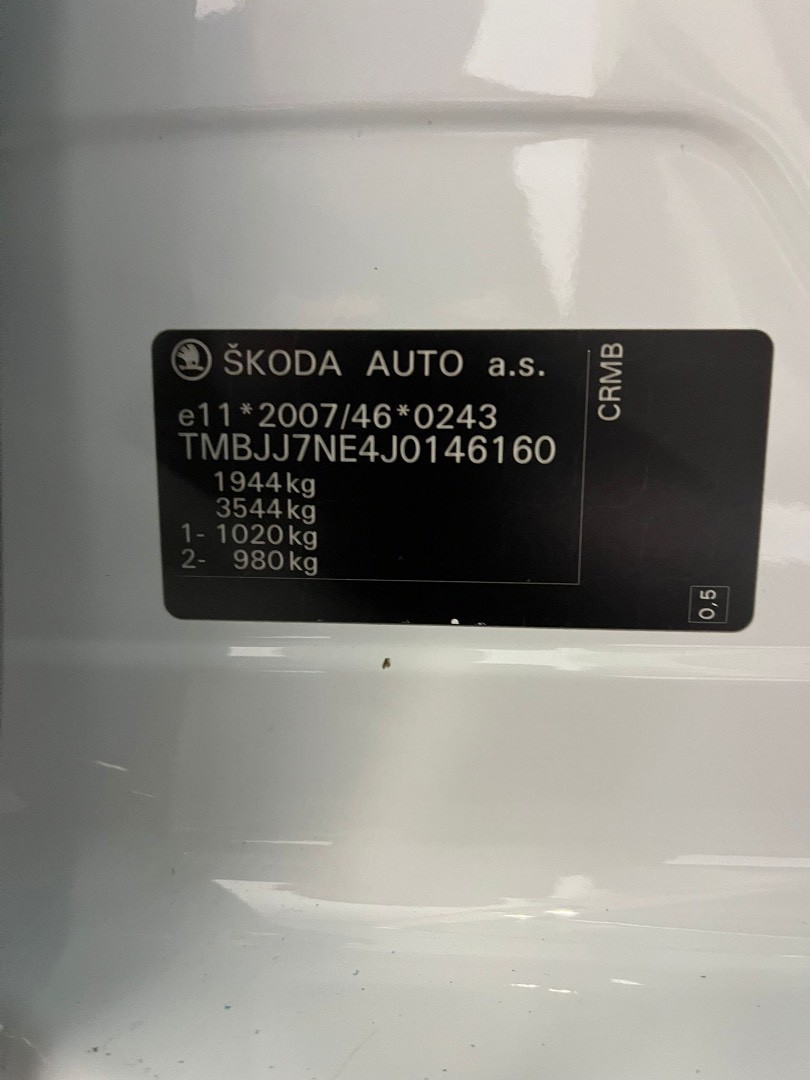 ŠKODA AUTO a.s.
e11*2007/46*0243
TMBJJ7NE4J0146160
1944kg
3544kg
1- 1020kg
2- 980kg
CRMB
0,5